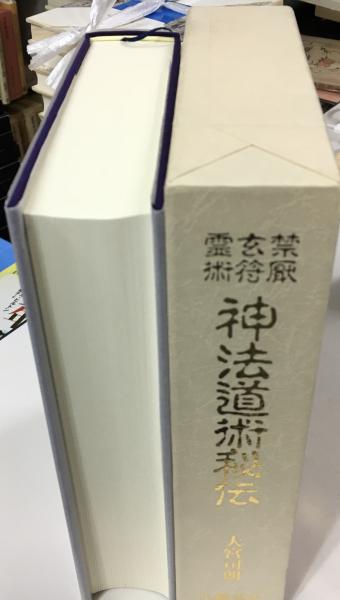 禁厭
玄符
霊術
神法道術秘伝
大宮司朗